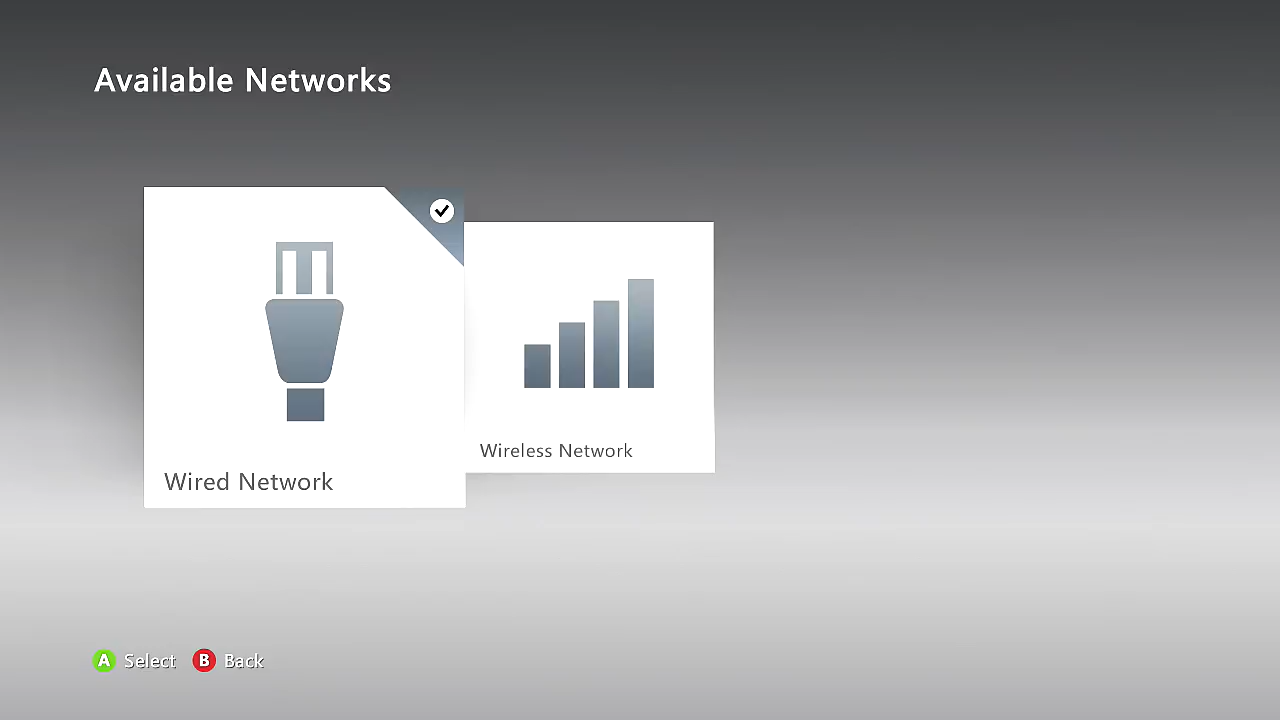 Available Networks
Wired Network
Wireless Network
A Select B Back